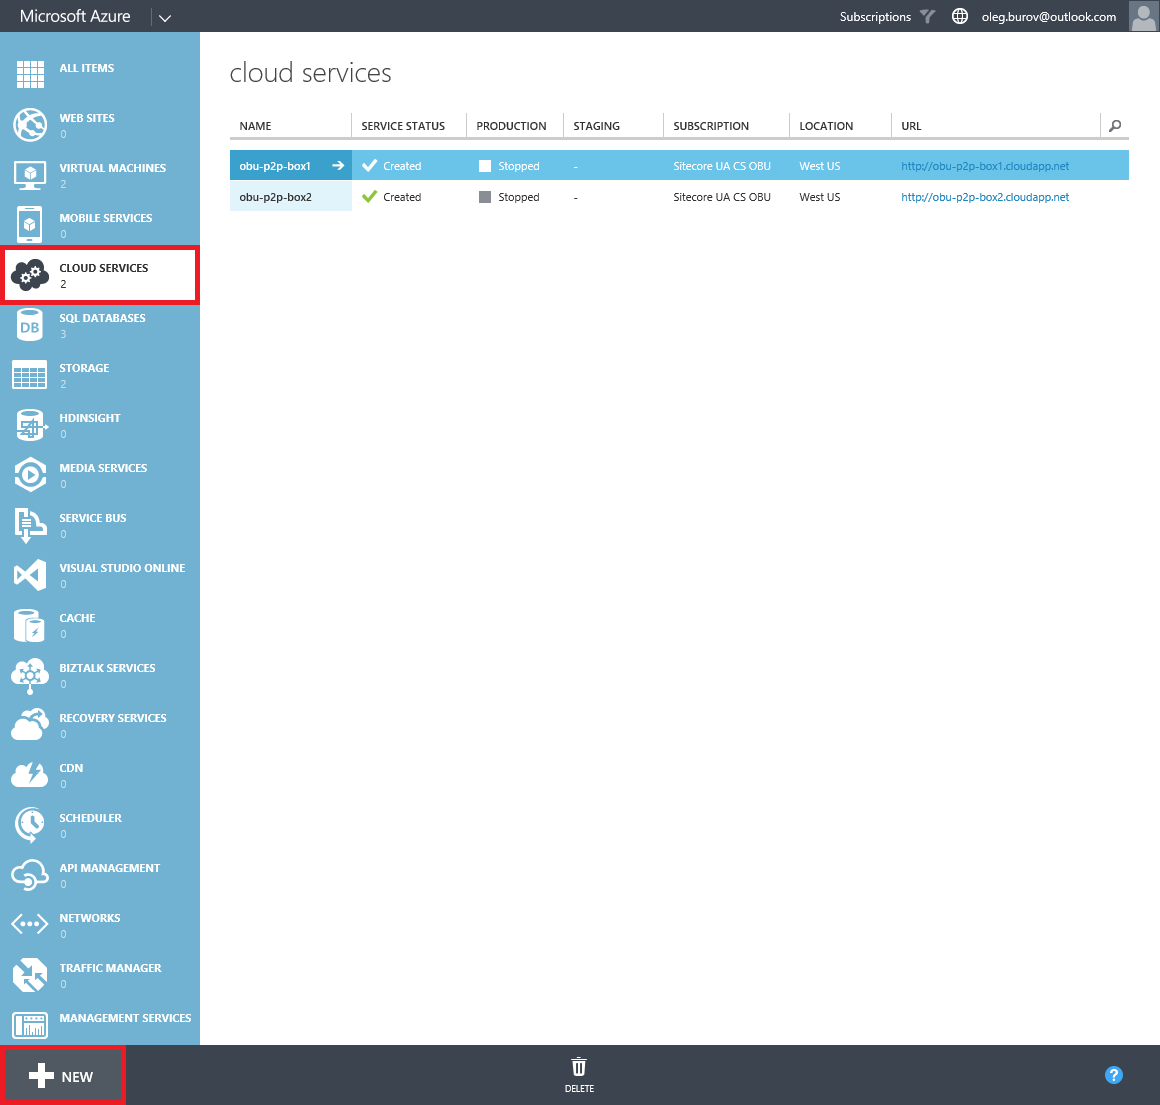 Microsoft Azure
Subscriptions oleg.burov@outlook.com
ALL ITEMS
WEB SITES
0
VIRTUAL MACHINES
2
MOBILE SERVICES
0
CLOUD SERVICES
2
SQL DATABASES
3
DB
STORAGE
2
HDINSIGHT
0
MEDIA SERVICES
0
SERVICE BUS
0
VISUAL STUDIO ONLINE
0
CACHE
0
BIZTALK SERVICES
0
RECOVERY SERVICES
0
CDN
0
SCHEDULER
0
API MANAGEMENT
0
NETWORKS
0
TRAFFIC MANAGER
0
MANAGEMENT SERVICES
cloud services
NAME SERVICE STATUS PRODUCTION STAGING SUBSCRIPTION LOCATION URL
obu-p2p-box1 Created Stopped - Sitecore UA CS OBU West US http://obu-p2p-box1.cloudapp.net
obu-p2p-box2 Created Stopped - Sitecore UA CS OBU West US http://obu-p2p-box2.cloudapp.net
NEW
DELETE
?